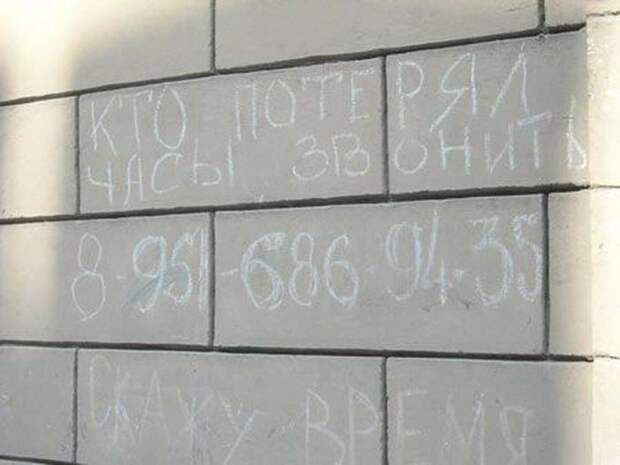 КТО ПОТЕРЯЛ
ЧАСЫ ЗВОНИТЬ
8-951-686-94-35
СКАЖУ ВРЕМЯ